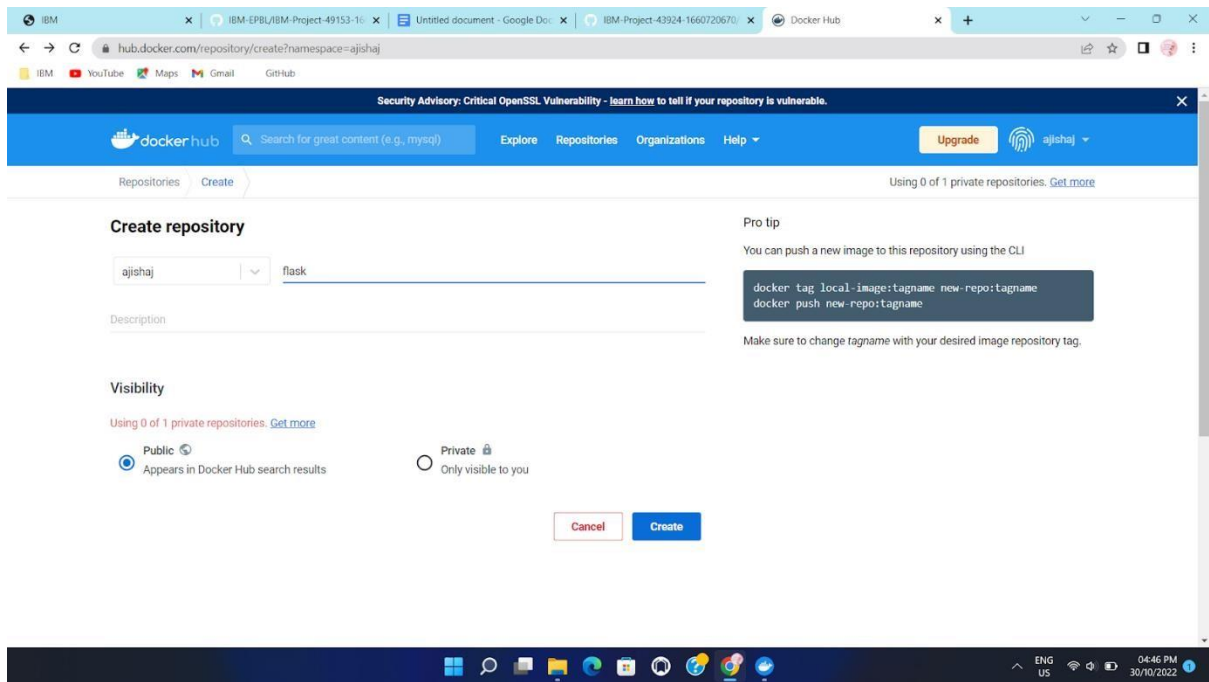 IBM
IBM-EPBL/IBM-Project-49153-16
Untitled document - Google Doc
IBM-Project-43924-1660720670/
Docker Hub
hub.docker.com/repository/create?namespace=ajishaj
IBM
YouTube
Maps
Gmail
GitHub
Security Advisory: Critical OpenSSL Vulnerability - learn how to tell if your repository is vulnerable.
docker hub
Search for great content (e.g., mysql)
Explore
Repositories
Organizations
Help
Upgrade
ajishaj
Repositories
Create
Using 0 of 1 private repositories. Get more
Create repository
ajishaj
flask
Description
Pro tip
You can push a new image to this repository using the CLI
docker tag local-image:tagname new-repo:tagname
docker push new-repo:tagname
Make sure to change tagname with your desired image repository tag.
Visibility
Using 0 of 1 private repositories. Get more
Public
Appears in Docker Hub search results
Private
Only visible to you
Cancel
Create
ENG
US
04:46 PM
30/10/2022
1